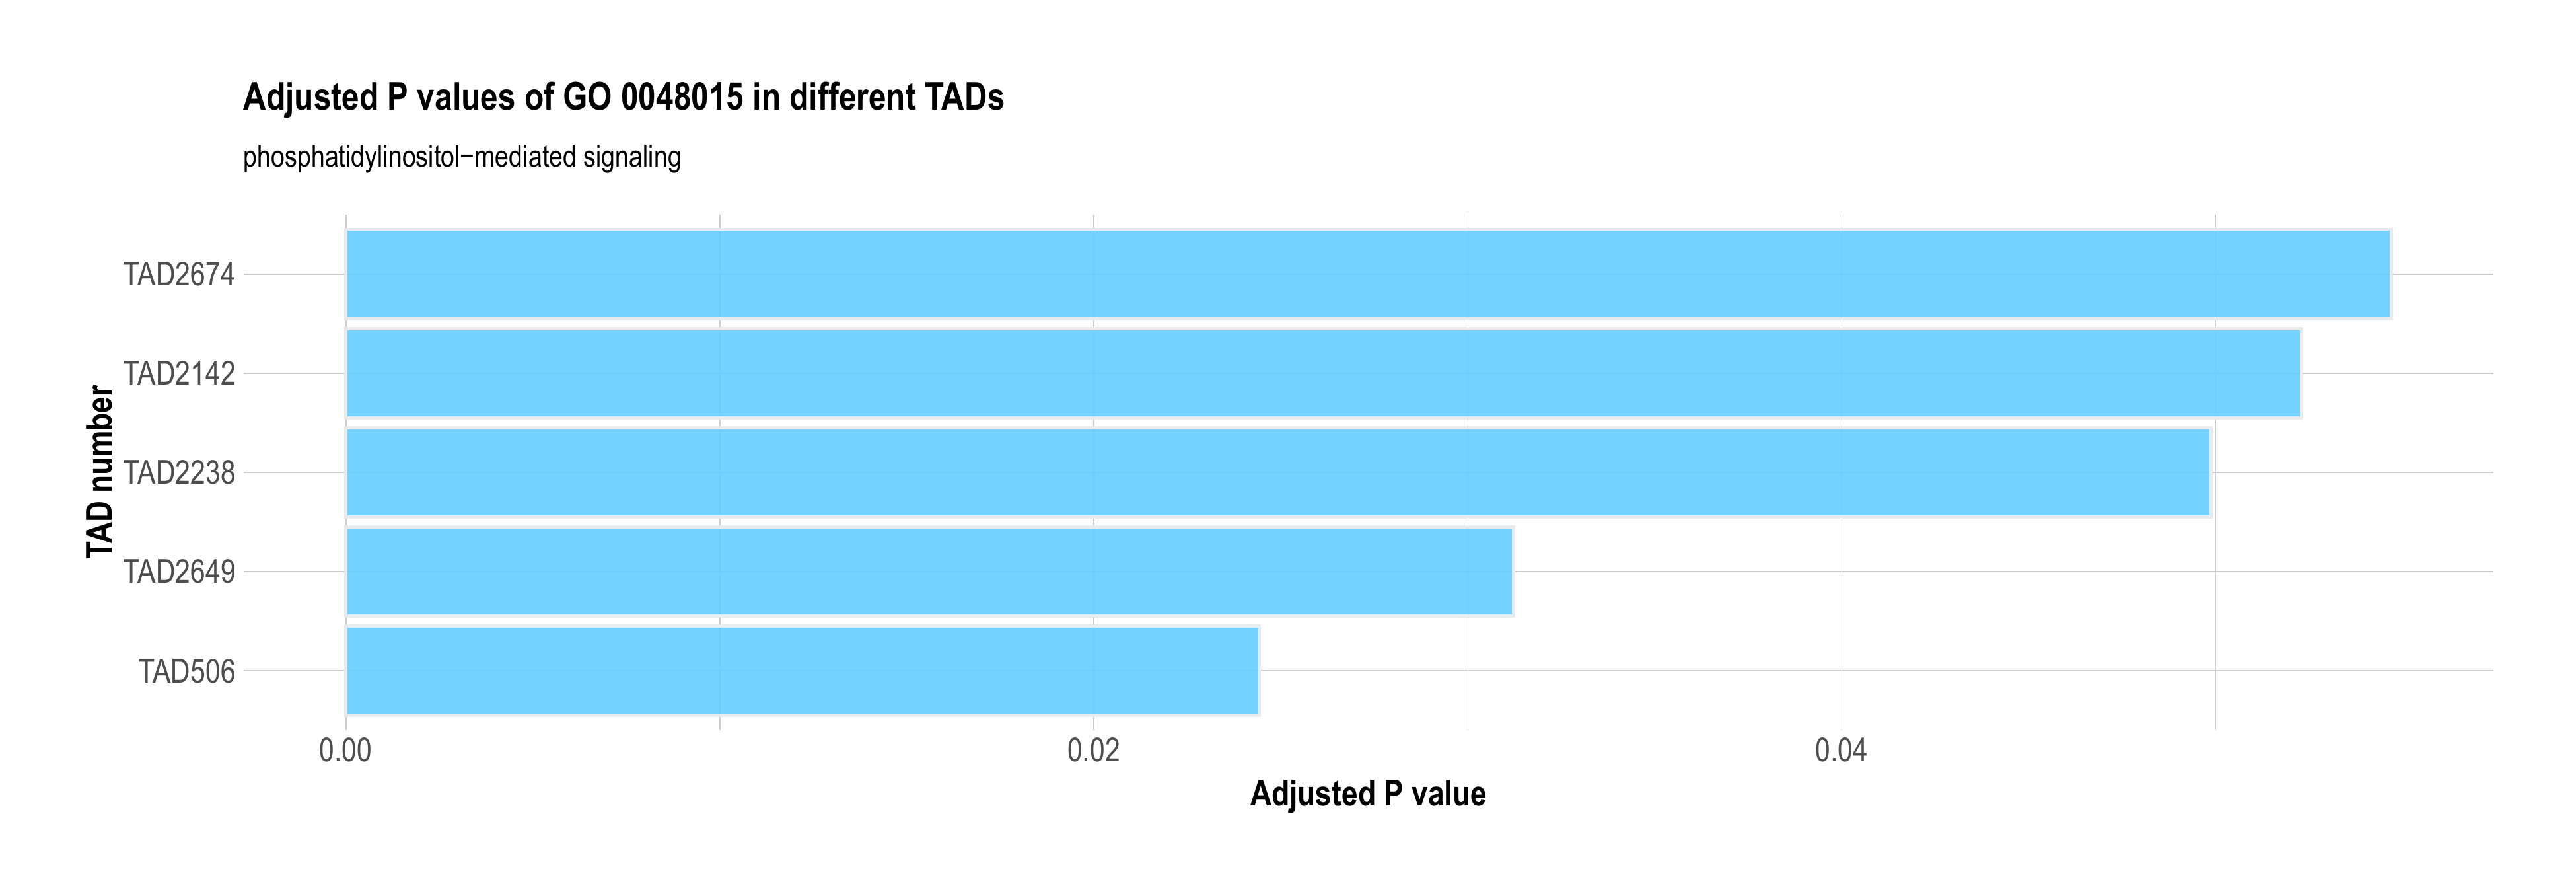 Adjusted P values of GO 0048015 in different TADs
phosphatidylinositol−mediated signaling
TAD number
TAD2674
TAD2142
TAD2238
TAD2649
TAD506
0.00 0.02 0.04
Adjusted P value